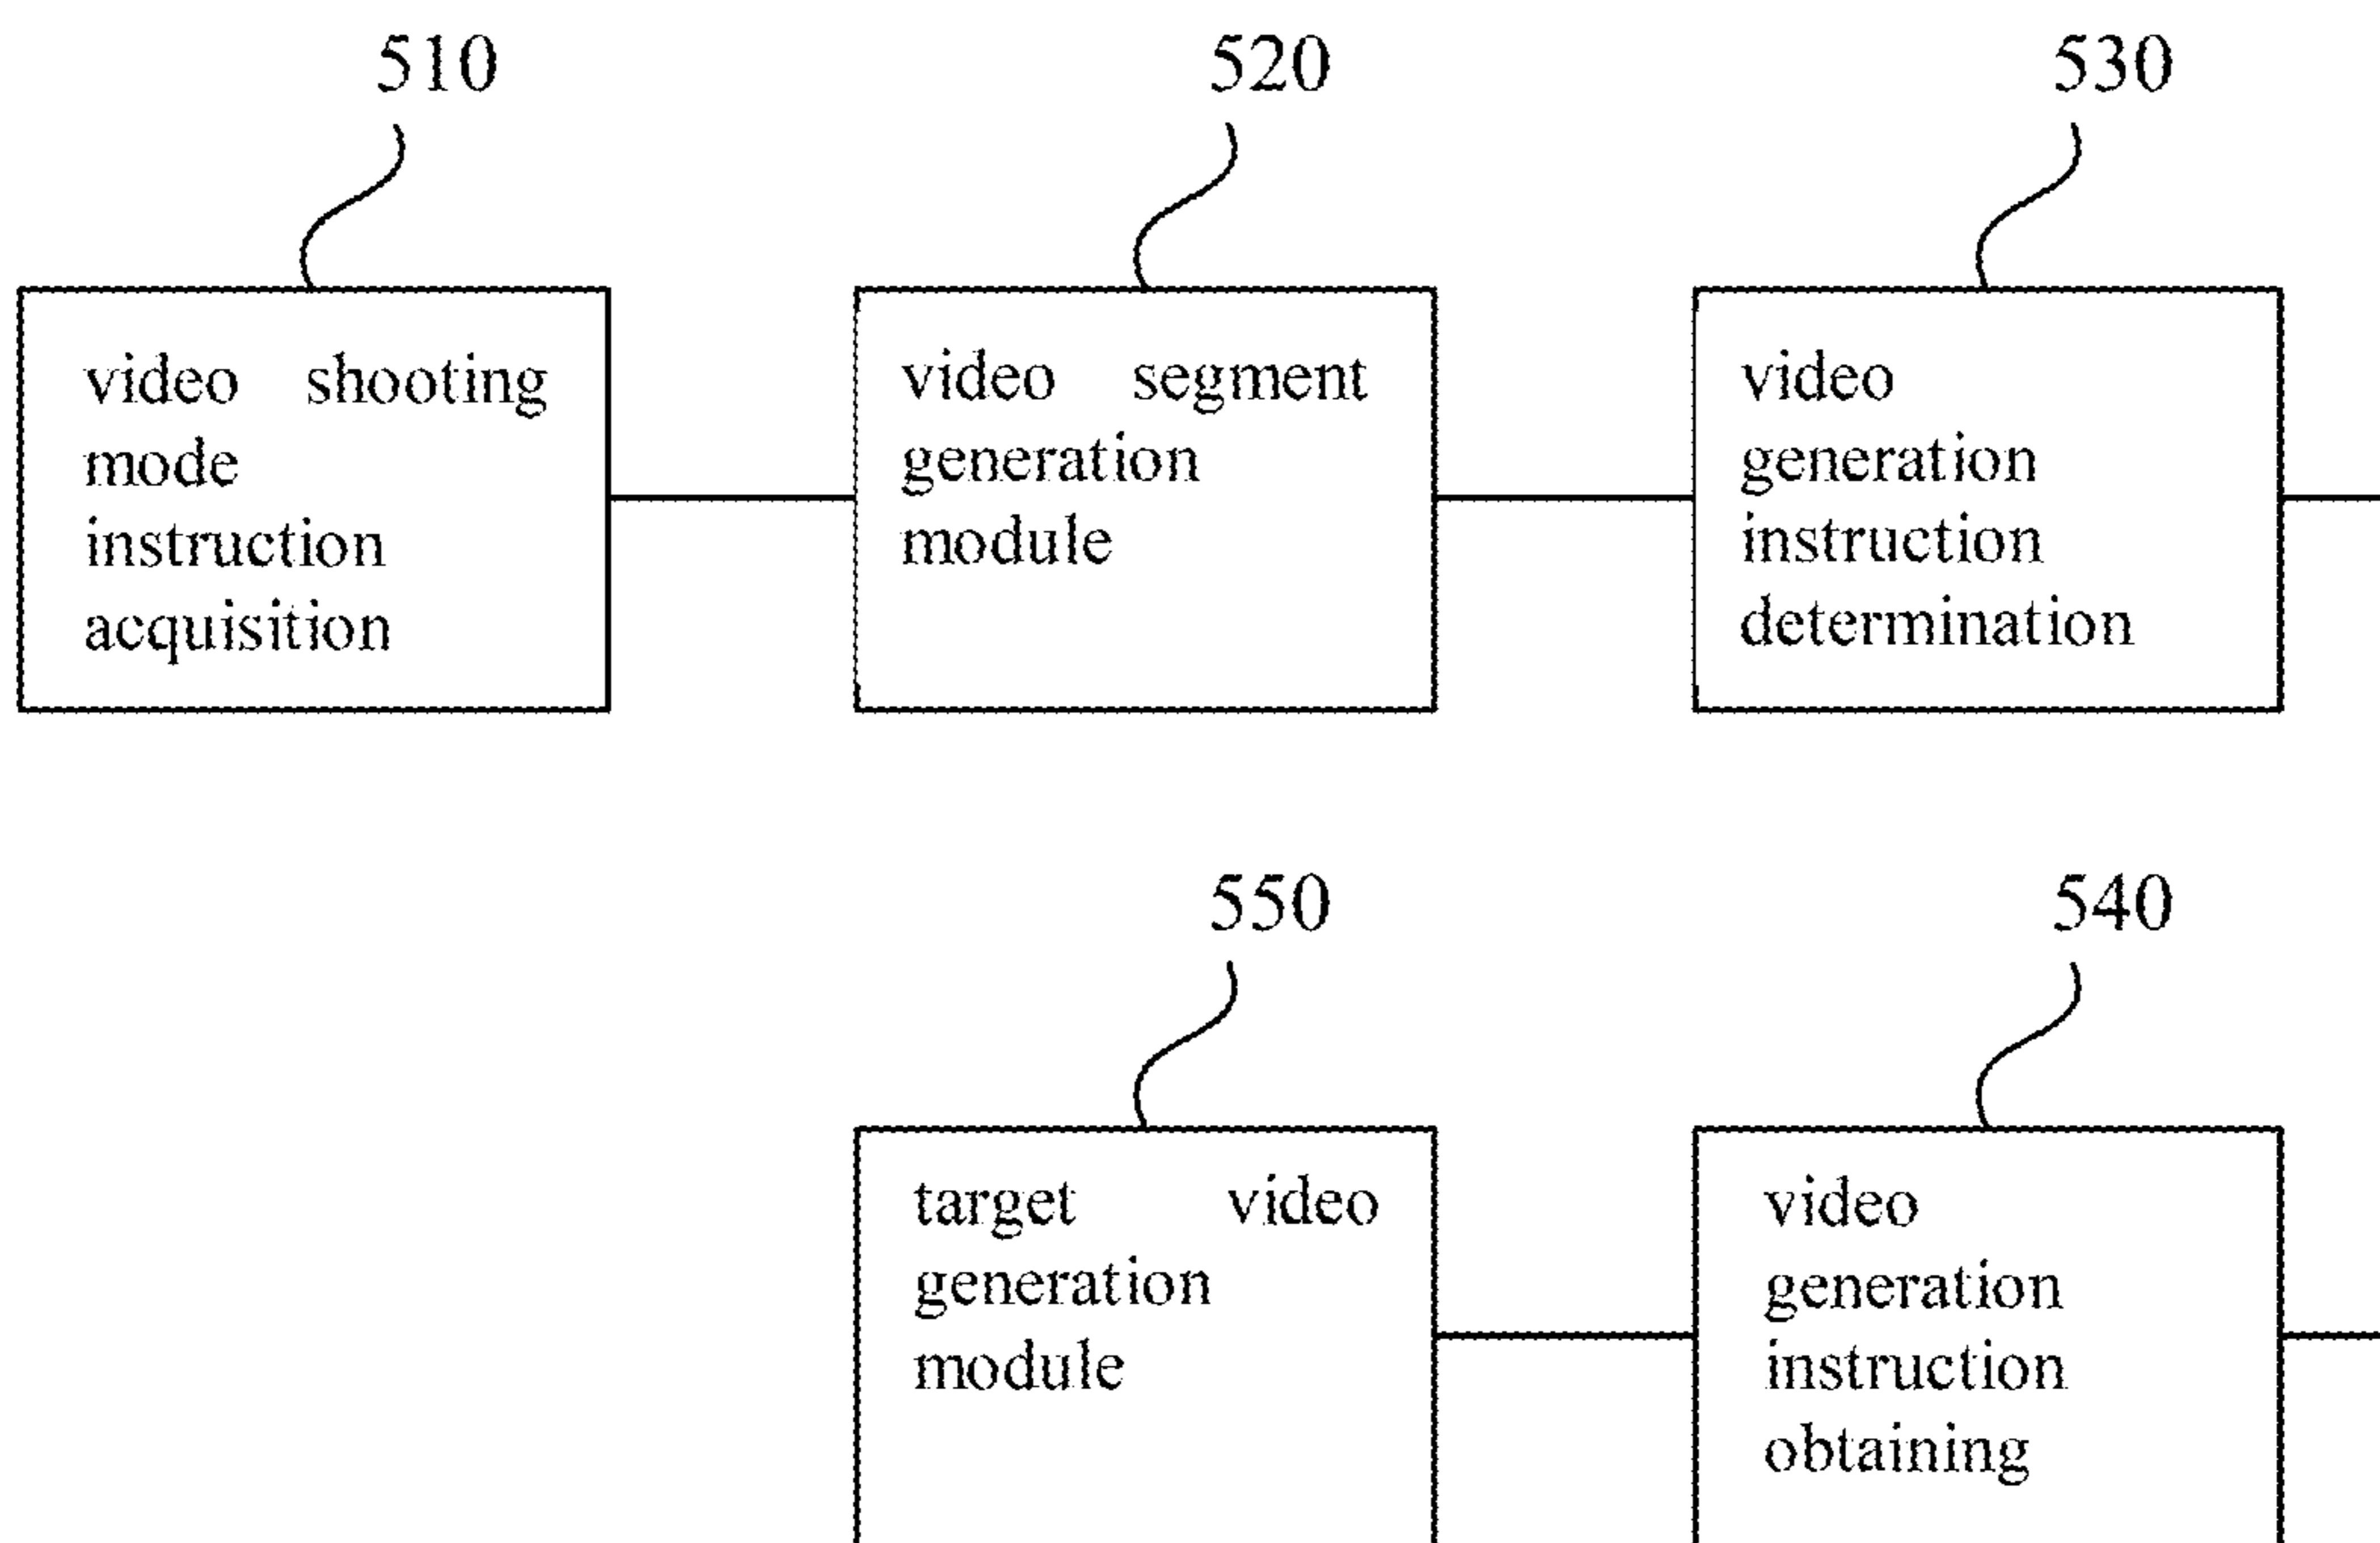 510
520
530
video shooting
mode
instruction
acquisition
video segment
generation
module
video
generation
instruction
determination
550
540
target video
generation
module
video
generation
instruction
obtaining